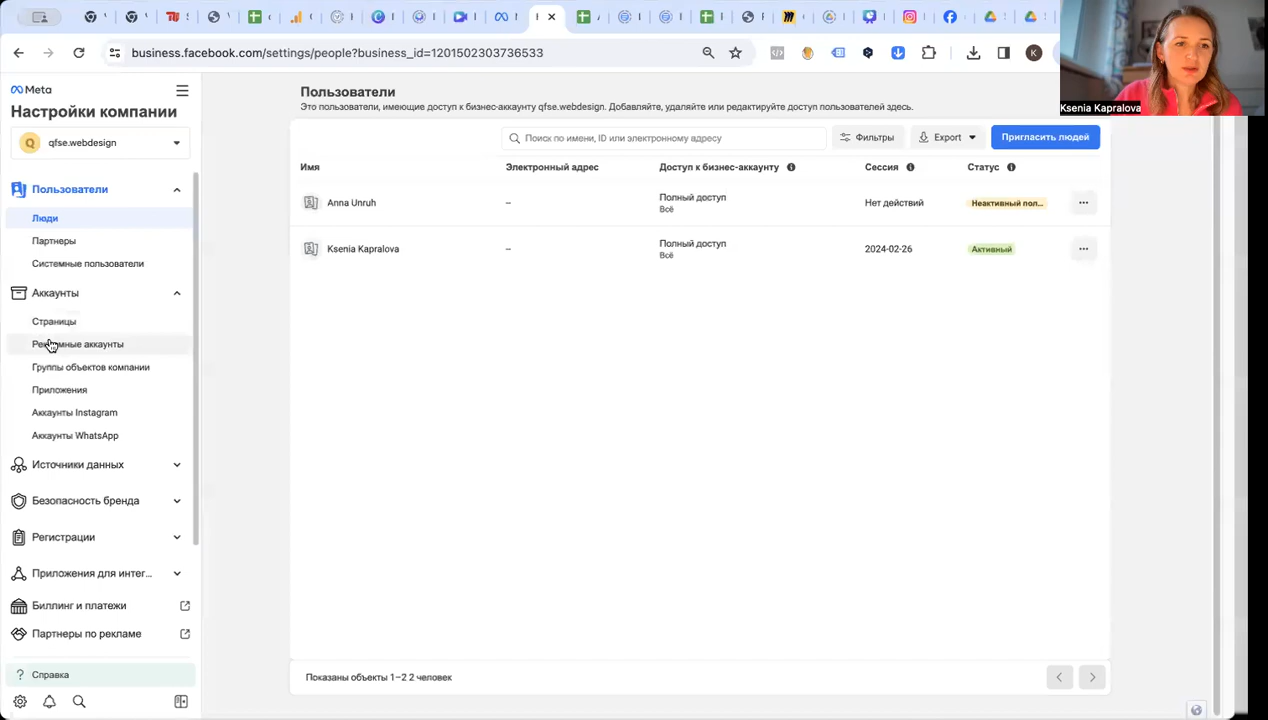 business.facebook.com/settings/people?business_id=1201502303876533
K
Ksenia Kapralova
Meta
Настройки компании
Q
qfse.webdesign
Пользователи
Люди
Партнеры
Системные пользователи
Аккаунты
Страницы
Рекламные аккаунты
Группы объектов компании
Приложения
Аккаунты Instagram
Аккаунты WhatsApp
Источники данных
Безопасность бренда
Регистрации
Приложения для интег...
Биллинг и платежи
Партнеры по рекламе
? Справка
Пользователи
Это пользователи, имеющие доступ к бизнес-аккаунту qfse.webdesign. Добавляйте, удаляйте или редактируйте доступ пользователей здесь.
Поиск по имени, ID или электронному адресу
Фильтры
Export
Пригласить людей
Имя Электронный адрес Доступ к бизнес-аккаунту Сессия Статус
Anna Unruh – Полный доступ Нет действий Неактивный пол...
Всё
Ksenia Kapralova – Полный доступ 2024-02-26 Активный
Всё
Показаны объекты 1–2 2 человек